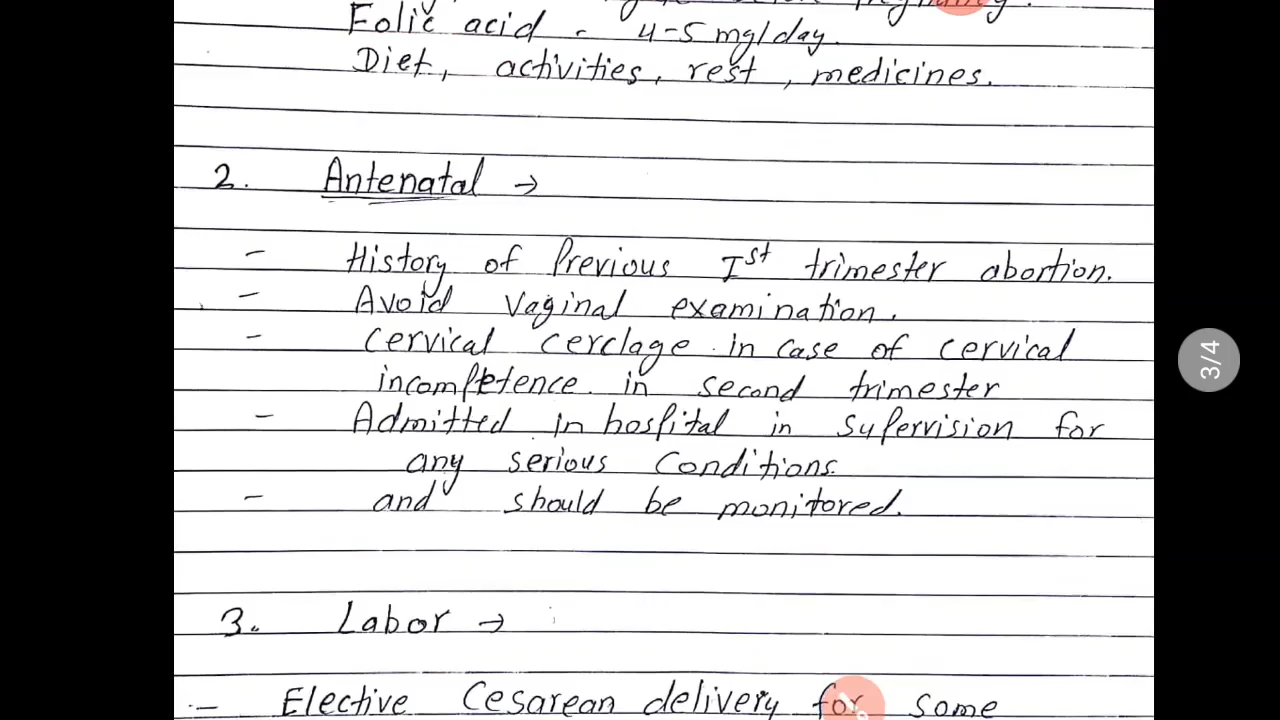 Folic acid - 4-5 mg/day.
Diet, activities, rest, medicines.
2. Antenatal →
- History of Previous Ist trimester abortion.
- Avoid vaginal examination.
- Cervical cerclage in case of cervical
incompetence in second trimester
- Admitted in hospital in supervision for
any serious conditions.
- and should be monitored.
3/4
3. Labor →
- Elective Cesarean delivery for some